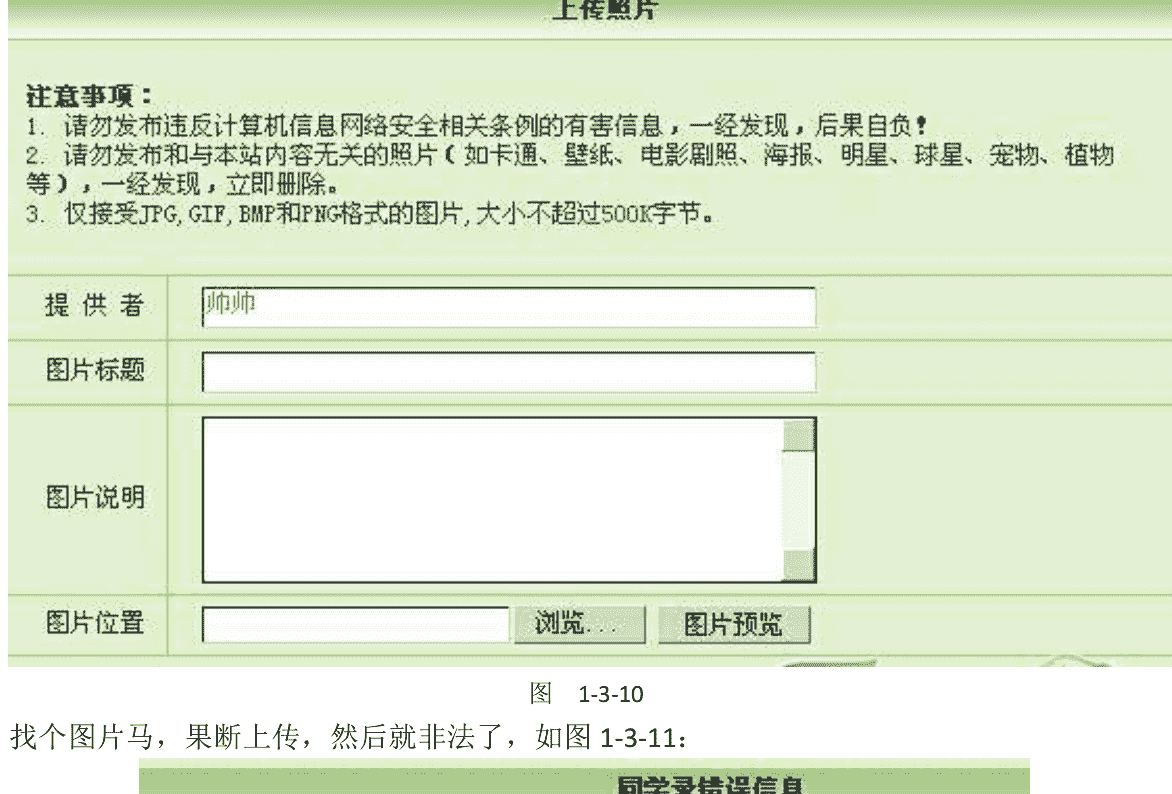 上传照片
注意事项：
1. 请勿发布违反计算机信息网络安全相关条例的有害信息，一经发现，后果自负！
2. 请勿发布和与本站内容无关的照片（如卡通、壁纸、电影剧照、海报、明星、球星、宠物、植物
等），一经发现，立即删除。
3. 仅接受JPG,GIF,BMP和PNG格式的图片,大小不超过500K字节。
提 供 者 帅帅
图片标题
图片说明
图片位置 浏览... 图片预览
图 1-3-10
找个图片马，果断上传，然后就非法了，如图 1-3-11：
同学录错误信息